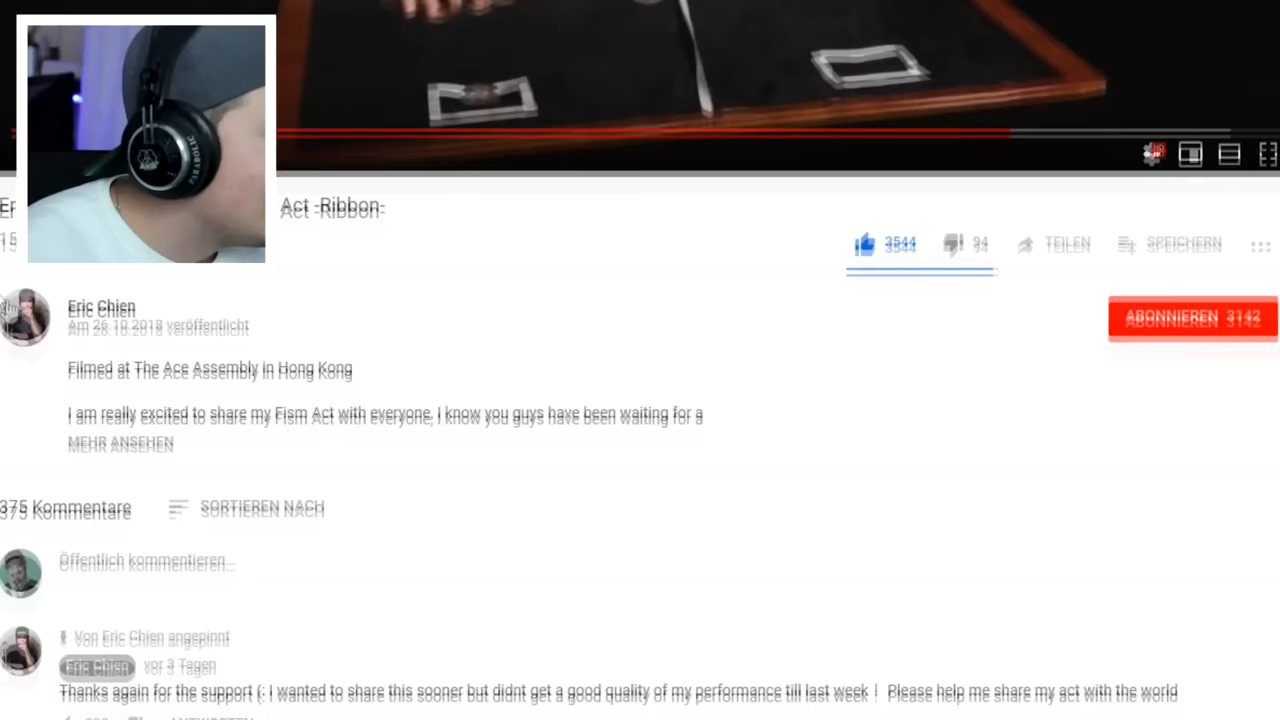 PARABOLIC
HD
Act -Ribbon-
15
3544 94 TEILEN SPEICHERN
Eric Chien
Am 26.10.2018 veröffentlicht
ABONNIEREN 3142
Filmed at The Ace Assembly in Hong Kong
I am really excited to share my Fism Act with everyone, I know you guys have been waiting for a
MEHR ANSEHEN
375 Kommentare SORTIEREN NACH
Öffentlich kommentieren...
Von Eric Chien angepinnt
Eric Chien vor 3 Tagen
Thanks again for the support (: I wanted to share this sooner but didnt get a good quality of my performance till last week ! Please help me share my act with the world
ANTWORTEN